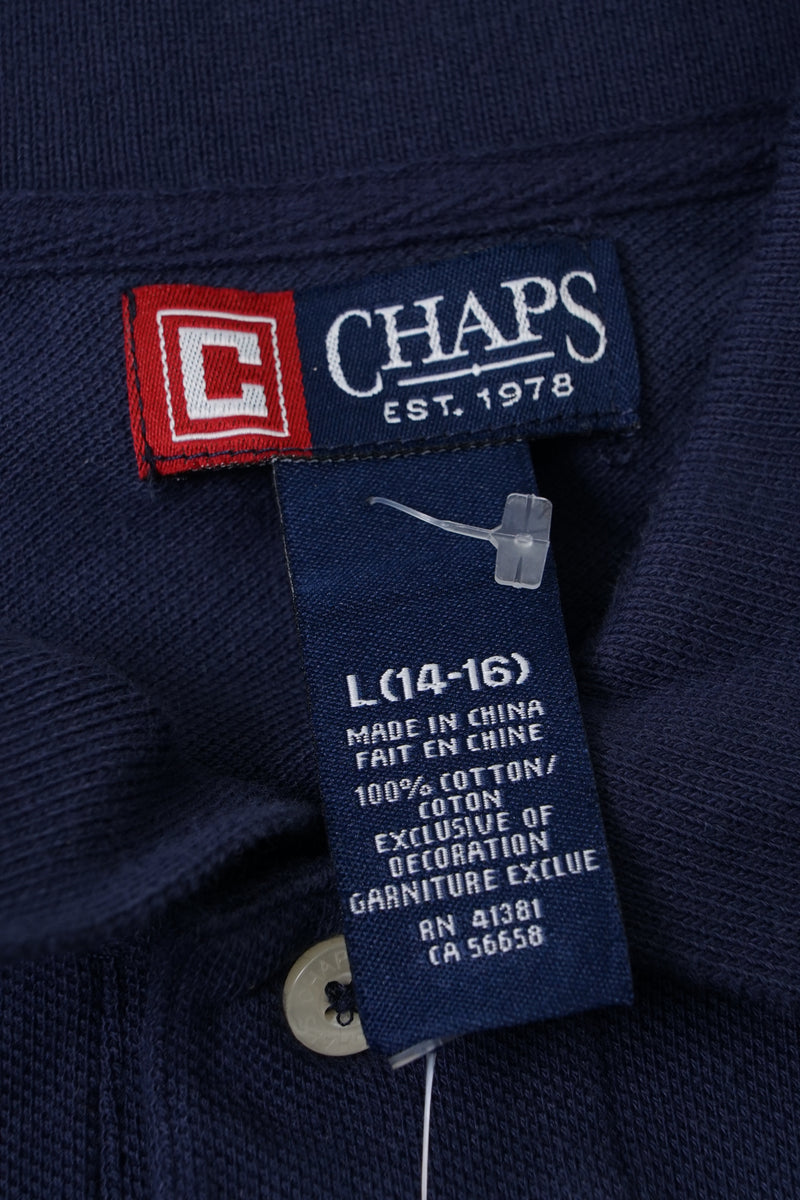 C
CHAPS
EST. 1978
L(14-16)
MADE IN CHINA
FAIT EN CHINE
100% COTTON/
COTON
EXCLUSIVE OF
DECORATION
GARNITURE EXCLUE
RN 41381
CA 56658